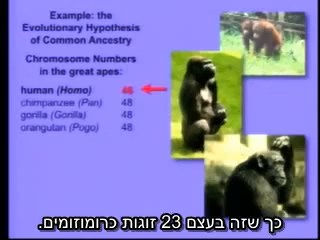 Example: the
Evolutionary Hypothesis
of Common Ancestry
Chromosome Numbers
in the great apes:
human (Homo) 46
chimpanzee (Pan) 48
gorilla (Gorilla) 48
orangutan (Pogo) 48
כך שזה בעצם 23 זוגות כרומוזומים.